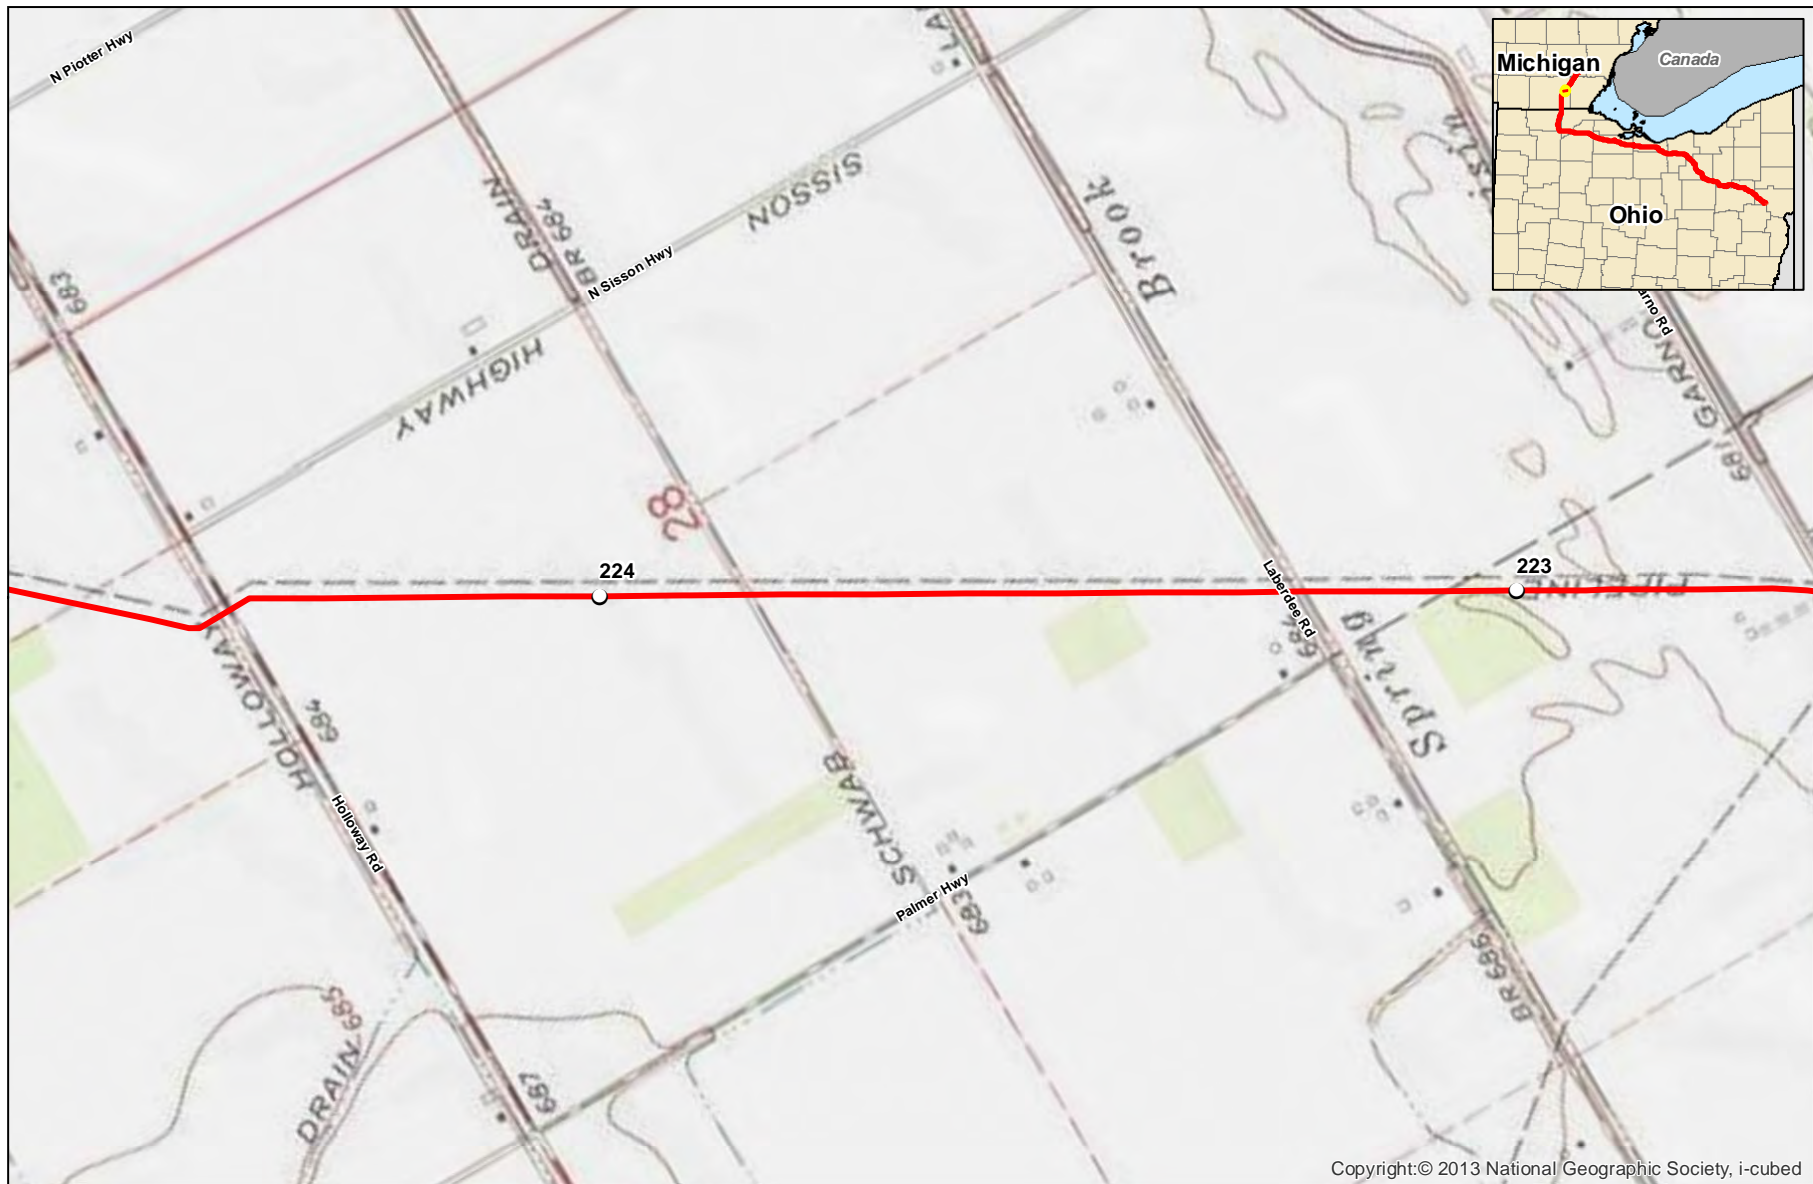 N Piotter Hwy
Michigan
Canada
Ohio
DRAIN
BR 684
SISSON
N Sisson Hwy
HIGHWAY
Brook
683
GARNO
681
28
224
223
PIPELINE
Laberdee Rd
684
Spring
HOLLOWAY
684
Holloway Rd
SCHWAB
Palmer Hwy
683
BR 686
DRAIN 685
687
Copyright:© 2013 National Geographic Society, i-cubed